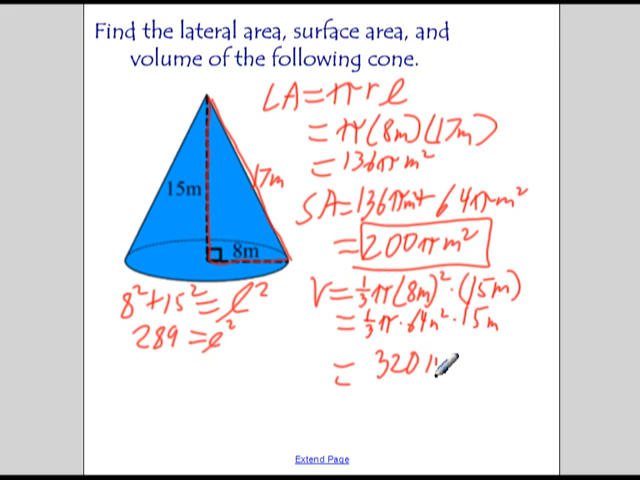 Find the lateral area, surface area, and
volume of the following cone.
LA = πrl
= π(8m)(17m)
= 136π m²
15m
17m
8m
SA = 136πm² + 64πm²
= 200πm²
8² + 15² = l²
289 = l²
V = 1/3 π(8m)² · (15m)
= 1/3 π · 64m² · 15m
= 320
Extend Page